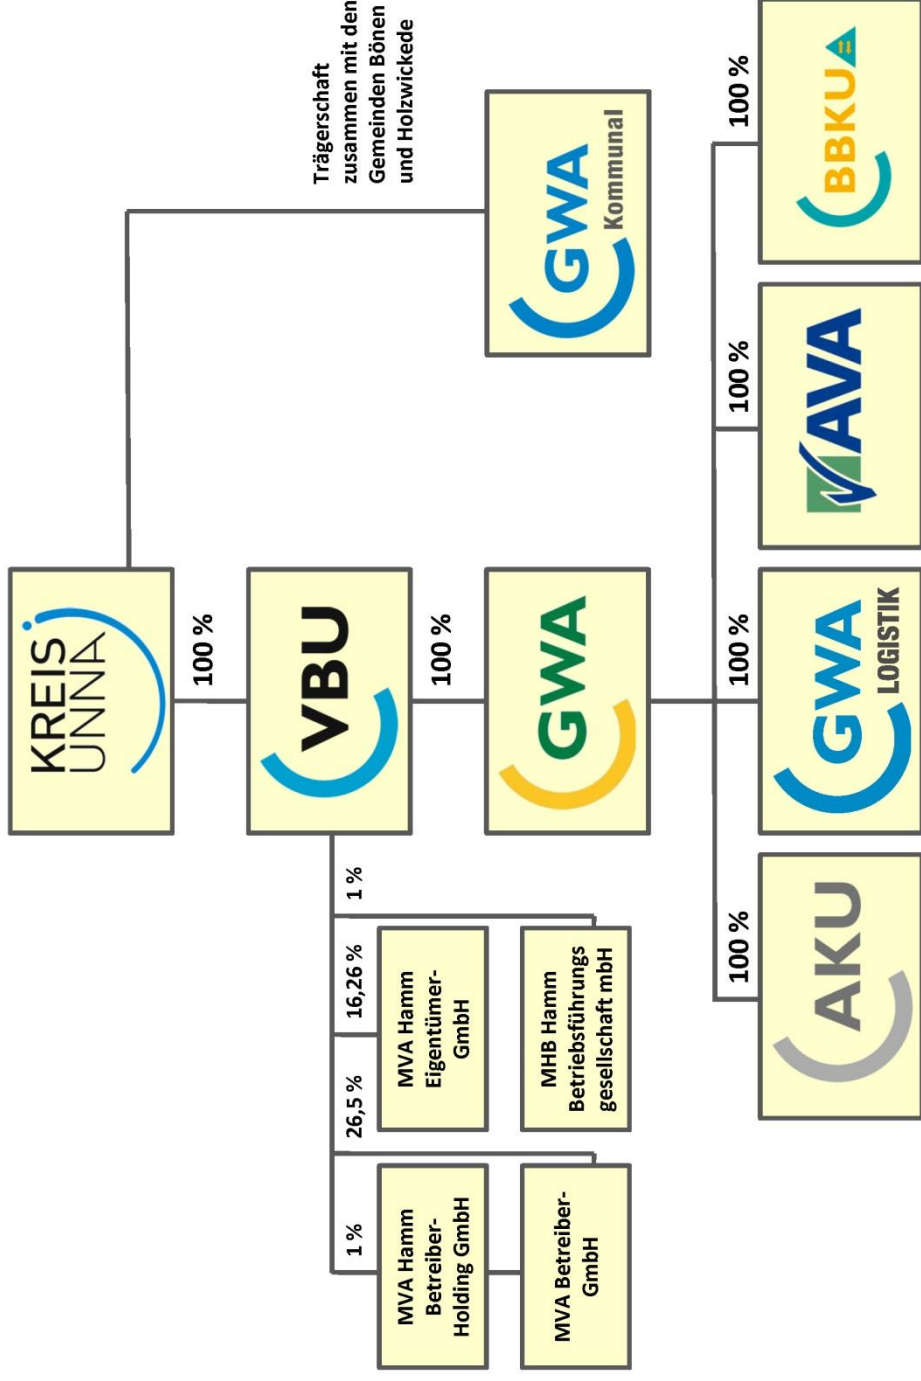 KREIS
UNNA
100 %
Trägerschaft
zusammen mit den
Gemeinden Bönen
und Holzwickede
VBU
1 %
26,5 %
16,26 %
1 %
MVA Hamm
Betreiber-
Holding GmbH
MVA Hamm
Eigentümer-
GmbH
MVA Betreiber-
GmbH
MHB Hamm
Betriebsführungs
gesellschaft mbH
100 %
GWA
GWA
Kommunal
100 %
100 %
100 %
100 %
AKU
GWA
LOGISTIK
AVA
BBKU